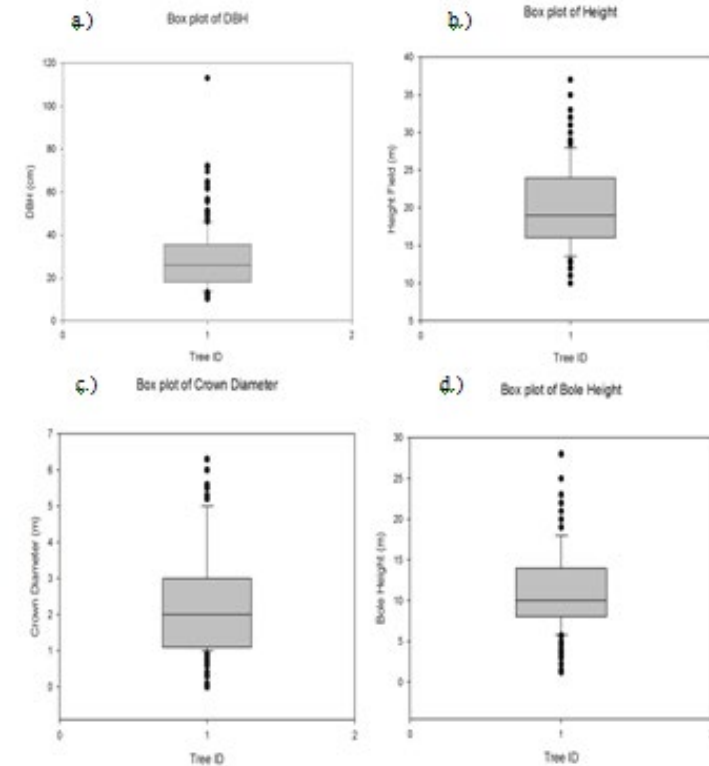 a.) Box plot of DBH
120
100
80
60
40
20
0
DBH (cm)
0 1 2
Tree ID
b.) Box plot of Height
40
35
30
25
20
15
10
5
Height Field (m)
0 1 2
Tree ID
c.) Box plot of Crown Diameter
7
6
5
4
3
2
1
0
Crown Diameter (m)
0 1 2
Tree ID
d.) Box plot of Bole Height
30
25
20
15
10
5
0
Bole Height (m)
0 1 2
Tree ID